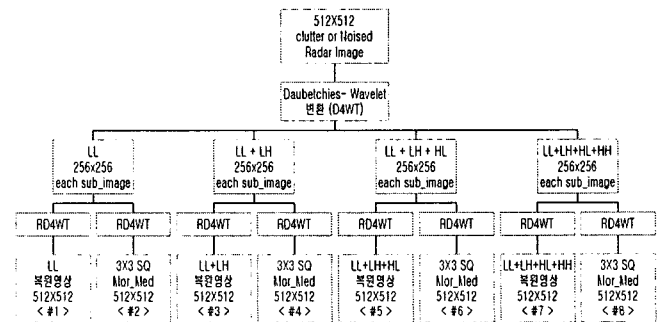 512X512
clutter or Noised
Radar Image
Daubetchies- Wavelet
변환 (D4WT)
LL
256x256
each sub_image
LL + LH
256x256
each sub_image
LL + LH + HL
256x256
each sub_image
LL+LH+HL+HH
256x256
each sub_image
RD4WT
RD4WT
RD4WT
RD4WT
RD4WT
RD4WT
RD4WT
RD4WT
LL
복원영상
512X512
< #1 >
3X3 SQ
Mor_Med
512X512
< #2 >
LL+LH
복원영상
512X512
< #3 >
3X3 SQ
Mor_Med
512X512
< #4 >
LL+LH+HL
복원영상
512X512
< #5 >
3X3 SQ
Mor_Med
512X512
< #6 >
LL+LH+HL+HH
복원영상
512X512
< #7 >
3X3 SQ
Mor_Med
512X512
< #8 >